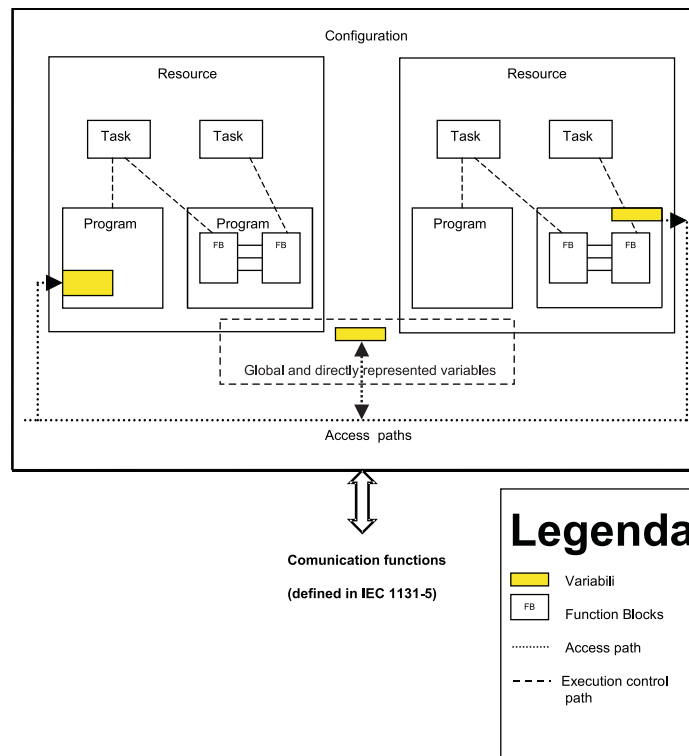 Configuration
Resource
Resource
Task
Task
Task
Task
Program
Program
Program
FB
FB
FB
FB
Global and directly represented variables
Access paths
Comunication functions
(defined in IEC 1131-5)
Legenda
Variabili
FB
Function Blocks
Access path
Execution control
path